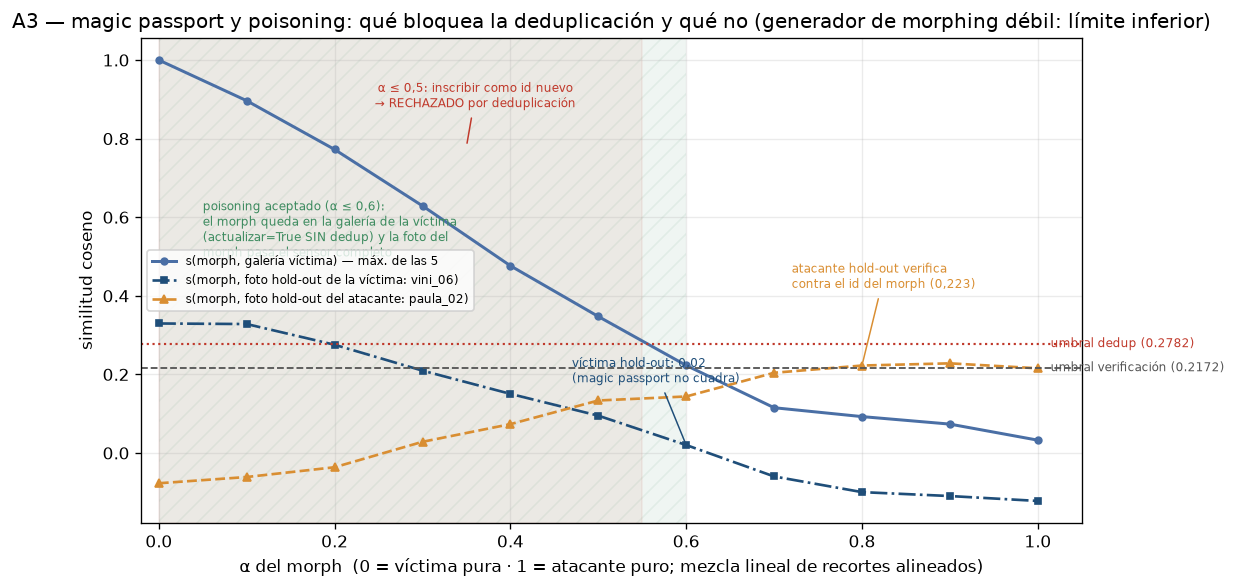 A3 — magic passport y poisoning: qué bloquea la deduplicación y qué no (generador de morphing débil: límite inferior)
1.0
0.8
0.6
0.4
0.2
0.0
similitud coseno
α ≤ 0,5: inscribir como id nuevo
→ RECHAZADO por deduplicación
poisoning aceptado (α ≤ 0,6):
el morph queda en la galería de la víctima
(actualizar=True SIN dedup) y la foto del
s(morph, galería víctima) — máx. de las 5
s(morph, foto hold-out de la víctima: vini_06)
s(morph, foto hold-out del atacante: paula_02)
atacante hold-out verifica
contra el id del morph (0,223)
umbral dedup (0.2782)
víctima hold-out: 0,02
(magic passport no cuadra)
umbral verificación (0.2172)
0.0
0.2
0.4
0.6
0.8
1.0
α del morph  (0 = víctima pura · 1 = atacante puro; mezcla lineal de recortes alineados)